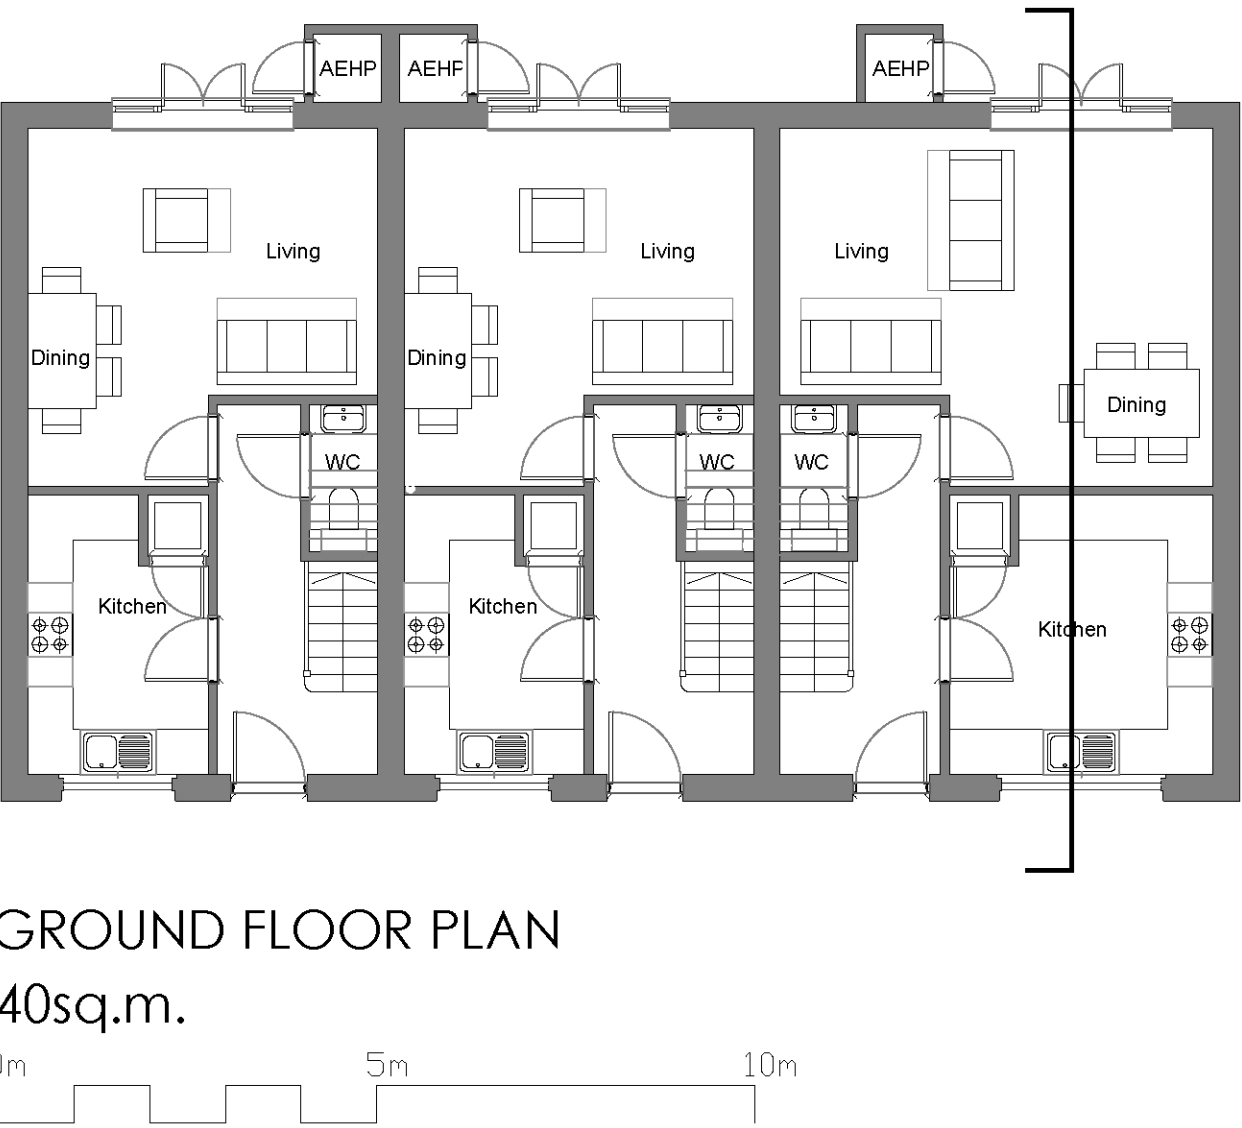 AEHP AEHP AEHP
Living Living Living
Dining Dining Dining
WC WC WC
Kitchen Kitchen Kitchen
GROUND FLOOR PLAN
40sq.m.
0m 5m 10m